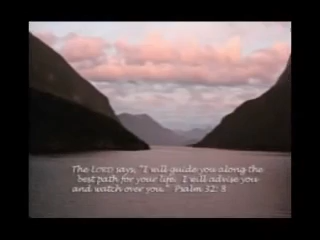 The LORD says, "I will guide you along the
best path for your life. I will advise you
and watch over you." Psalm 32: 8